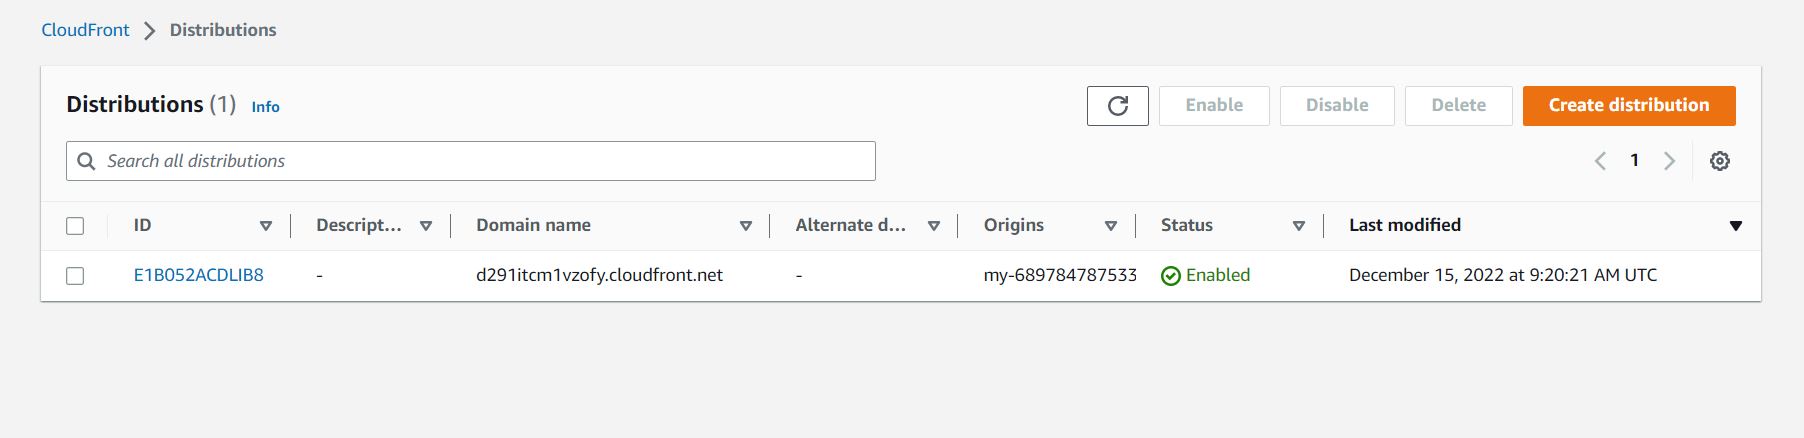 CloudFront Distributions
Distributions (1) Info Enable Disable Delete Create distribution
Search all distributions 1
ID Descript... Domain name Alternate d... Origins Status Last modified
E1B052ACDLIB8 - d291itcm1vzofy.cloudfront.net - my-689784787533 Enabled December 15, 2022 at 9:20:21 AM UTC